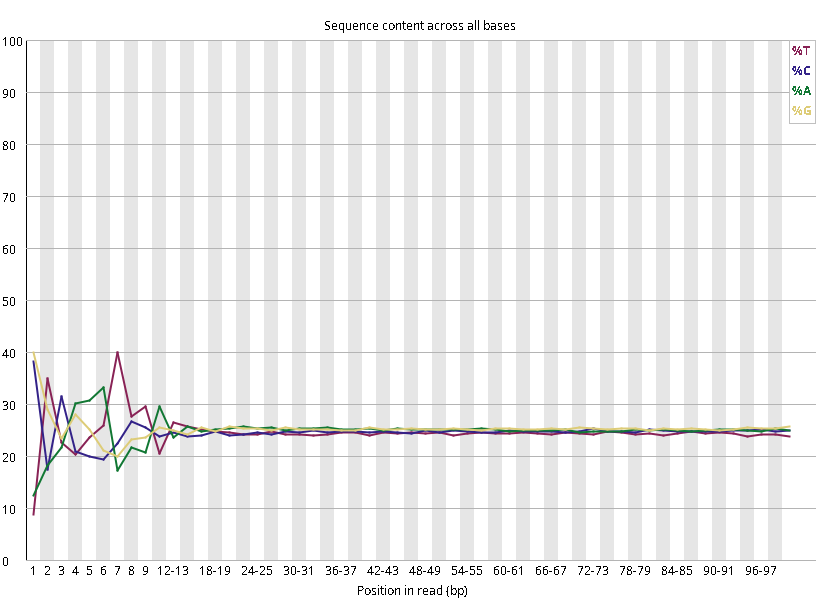 Sequence content across all bases
100
90
80
70
60
50
40
30
20
10
0
%T
%C
%A
%G
1 2 3 4 5 6 7 8 9 12-13 18-19 24-25 30-31 36-37 42-43 48-49 54-55 60-61 66-67 72-73 78-79 84-85 90-91 96-97
Position in read (bp)